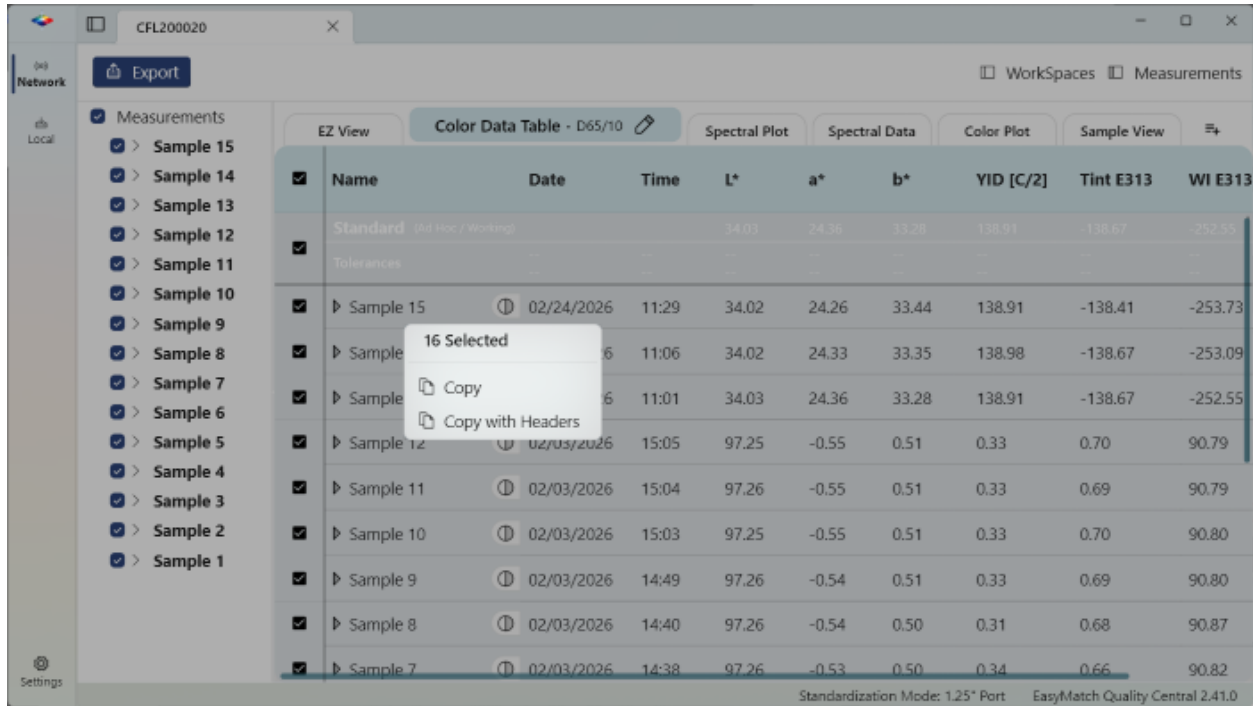 CFL200020
Network
Local
Settings
Export
WorkSpaces Measurements
Measurements
Sample 15
Sample 14
Sample 13
Sample 12
Sample 11
Sample 10
Sample 9
Sample 8
Sample 7
Sample 6
Sample 5
Sample 4
Sample 3
Sample 2
Sample 1
EZ View Color Data Table - D65/10 Spectral Plot Spectral Data Color Plot Sample View
Name Date Time L* a* b* YID [C/2] Tint E313 WI E313
Standard (Ad Hoc / Working) 34.03 24.36 33.28 138.91 -138.67 -252.55
-- -- -- -- -- -- -- --
Tolerances -- -- -- -- -- -- -- --
Sample 15 02/24/2026 11:29 34.02 24.26 33.44 138.91 -138.41 -253.73
Sample 6 11:06 34.02 24.33 33.35 138.98 -138.67 -253.09
Sample 6 11:01 34.03 24.36 33.28 138.91 -138.67 -252.55
16 Selected
Copy
Copy with Headers
Sample 12 02/03/2026 15:05 97.25 -0.55 0.51 0.33 0.70 90.79
Sample 11 02/03/2026 15:04 97.26 -0.55 0.51 0.33 0.69 90.79
Sample 10 02/03/2026 15:03 97.25 -0.55 0.51 0.33 0.70 90.80
Sample 9 02/03/2026 14:49 97.26 -0.54 0.51 0.33 0.69 90.80
Sample 8 02/03/2026 14:40 97.26 -0.54 0.50 0.31 0.68 90.87
Sample 7 02/03/2026 14:38 97.26 -0.53 0.50 0.34 0.66 90.82
Standardization Mode: 1.25" Port EasyMatch Quality Central 2.41.0